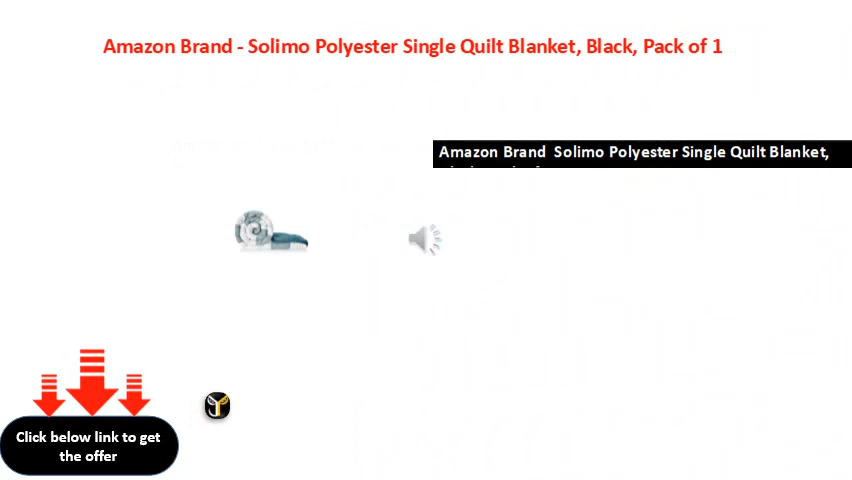 Amazon Brand - Solimo Polyester Single Quilt Blanket, Black, Pack of 1
Amazon Brand  Solimo Polyester Single Quilt Blanket,
Click below link to get
the offer